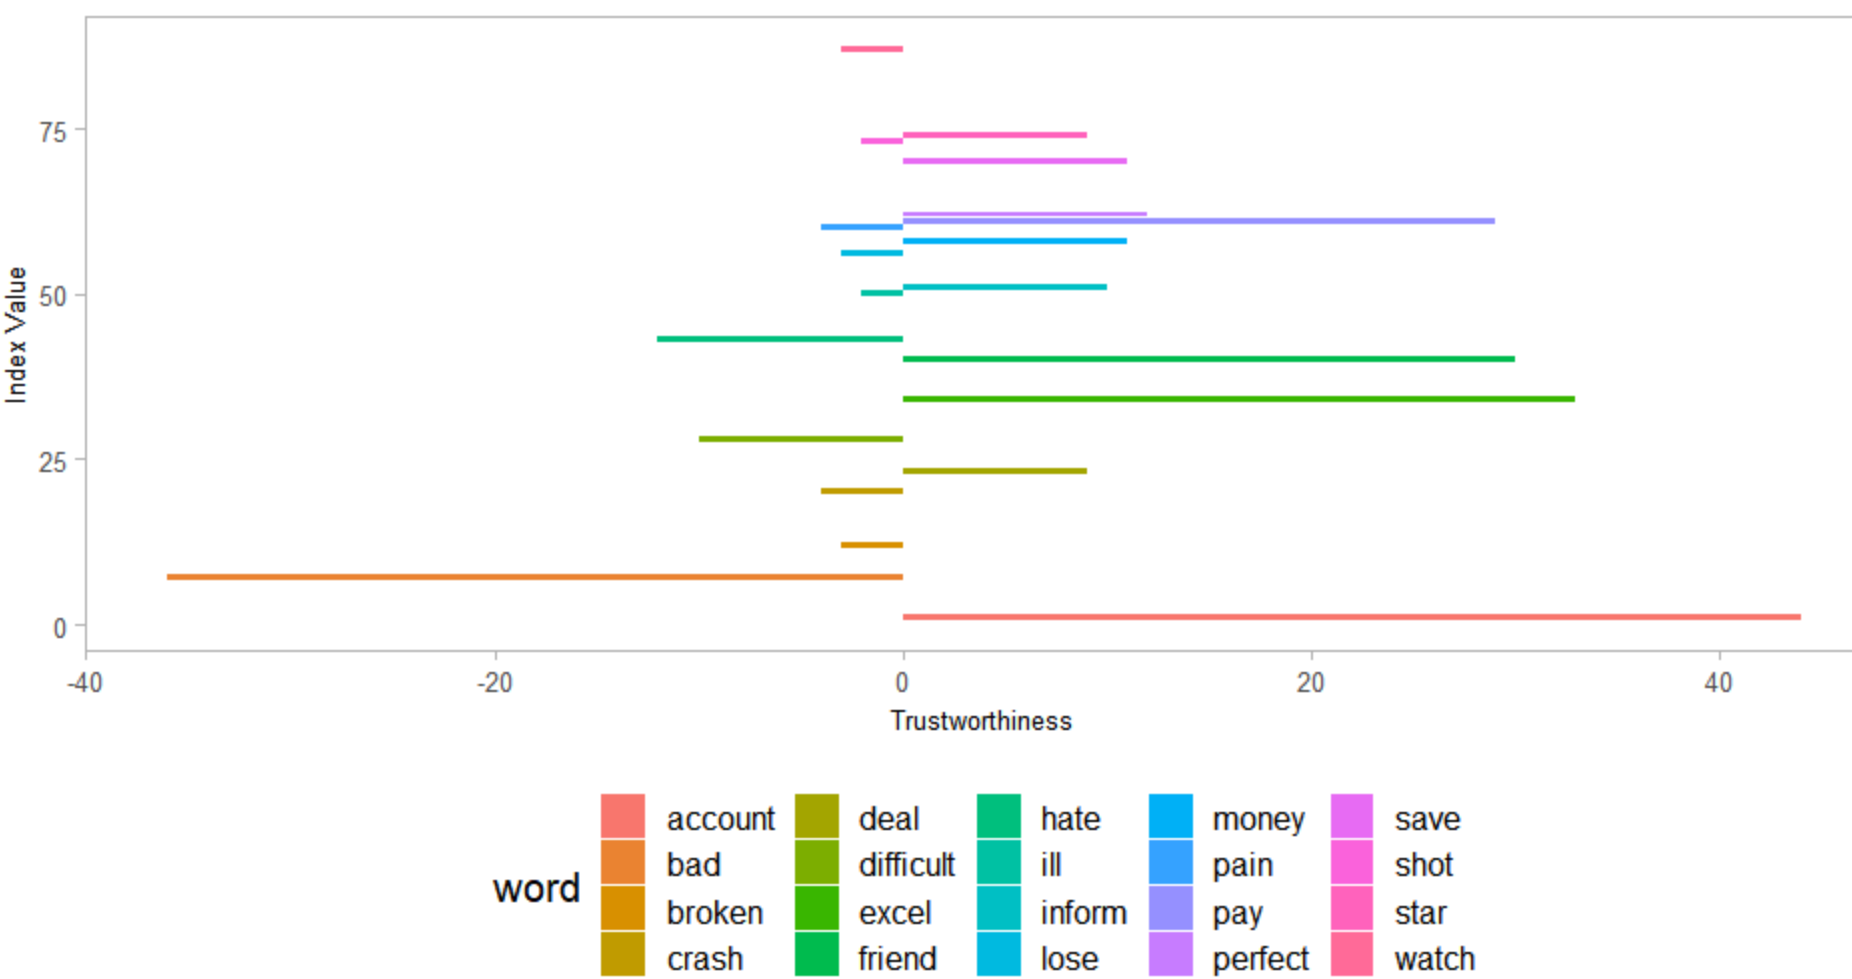 75
50
25
0
Index Value
-40 -20 0 20 40
Trustworthiness
word
account deal hate money save
bad difficult ill pain shot
broken excel inform pay star
crash friend lose perfect watch